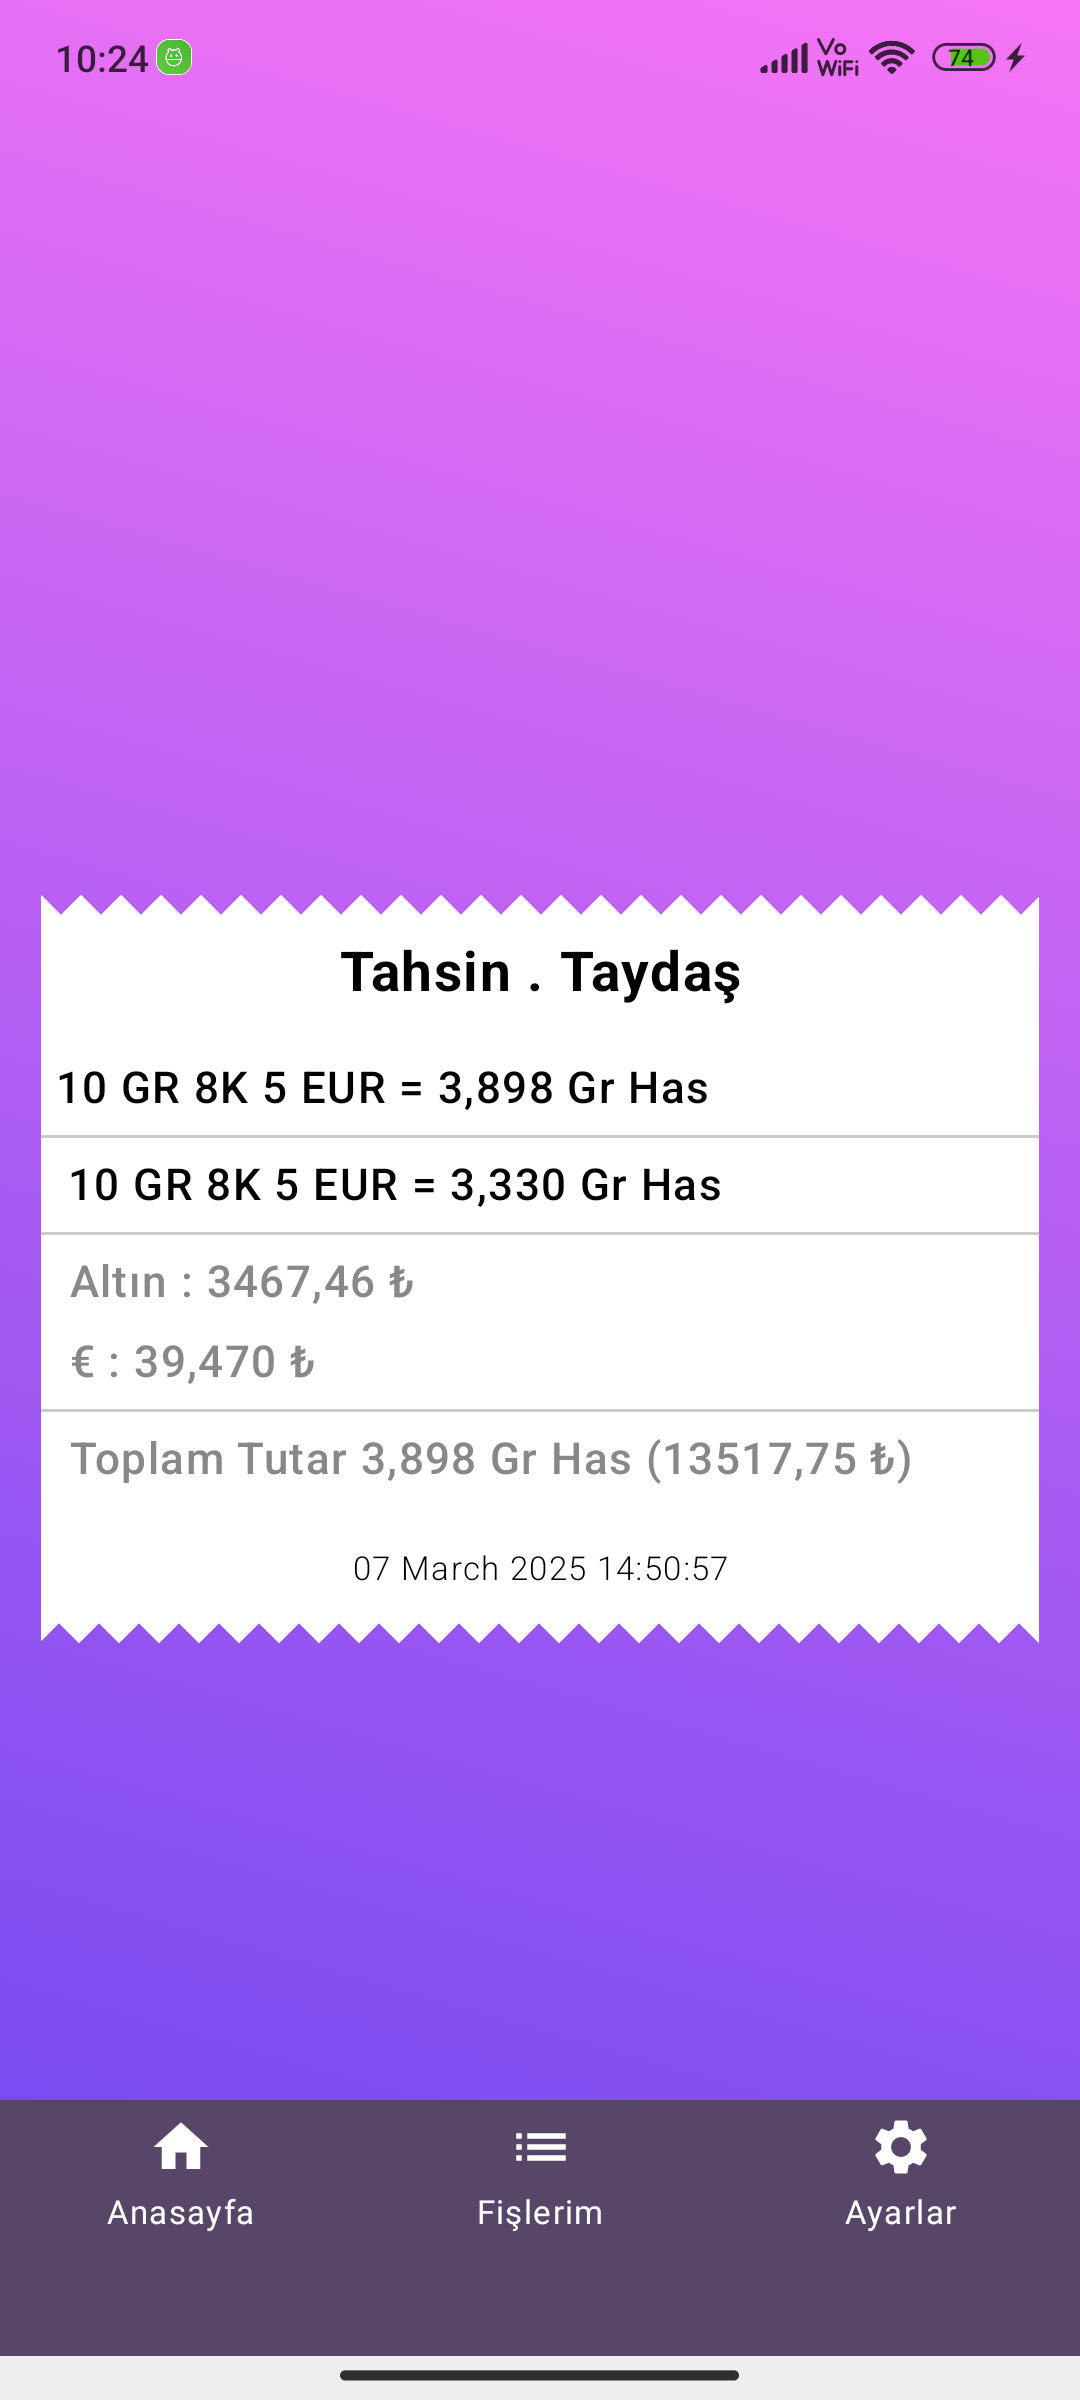 10:24
Vo
WiFi
74
Tahsin . Taydaş
10 GR 8K 5 EUR = 3,898 Gr Has
10 GR 8K 5 EUR = 3,330 Gr Has
Altın : 3467,46 ₺
€ : 39,470 ₺
Toplam Tutar 3,898 Gr Has (13517,75 ₺)
07 March 2025 14:50:57
Anasayfa
Fişlerim
Ayarlar